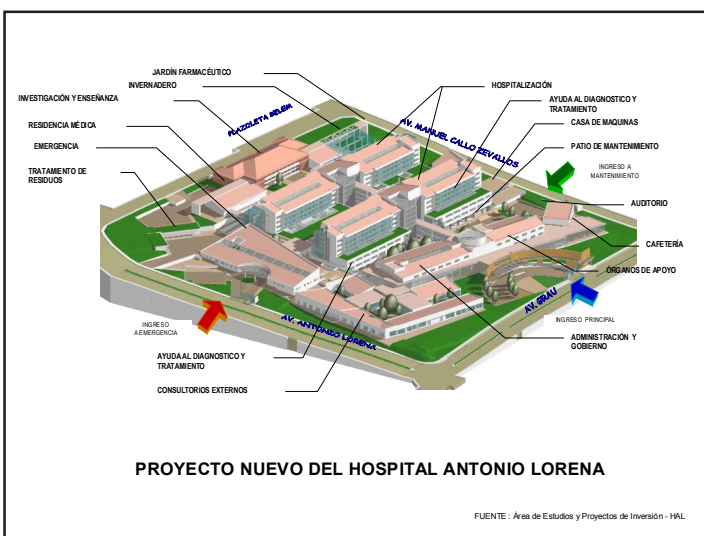 JARDÍN FARMACÉUTICO
INVERNADERO
INVESTIGACIÓN Y ENSEÑANZA
RESIDENCIA MÉDICA
EMERGENCIA
TRATAMIENTO DE
RESIDUOS
PLAZOLETA BELEM
AV. MANUEL CALLO ZEVALLOS
HOSPITALIZACIÓN
AYUDA AL DIAGNOSTICO Y
TRATAMIENTO
CASA DE MAQUINAS
PATIO DE MANTENIMIENTO
INGRESO A
MANTENIMIENTO
AUDITORIO
CAFETERÍA
ÓRGANOS DE APOYO
AV. GRAU
INGRESO PRINCIPAL
ADMINISTRACIÓN Y
GOBIERNO
INGRESO
A EMERGENCIA
AV. ANTONIO LORENA
AYUDA AL DIAGNOSTICO Y
TRATAMIENTO
CONSULTORIOS EXTERNOS
PROYECTO NUEVO DEL HOSPITAL ANTONIO LORENA
FUENTE : Área de Estudios y Proyectos de Inversión - HAL